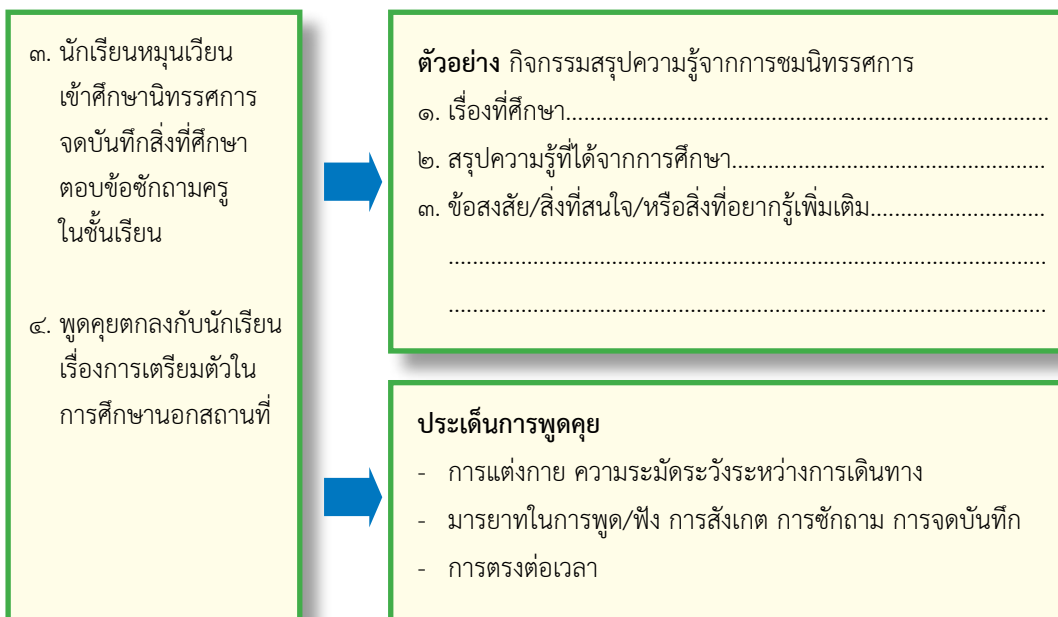 ๓. นักเรียนหมุนเวียน
เข้าศึกษานิทรรศการ
จดบันทึกสิ่งที่ศึกษา
ตอบข้อซักถามครู
ในชั้นเรียน
๔. พูดคุยตกลงกับนักเรียน
เรื่องการเตรียมตัวใน
การศึกษานอกสถานที่
ตัวอย่าง กิจกรรมสรุปความรู้จากการชมนิทรรศการ
๑. เรื่องที่ศึกษา....................................................................................
๒. สรุปความรู้ที่ได้จากการศึกษา.......................................................
๓. ข้อสงสัย/สิ่งที่สนใจ/หรือสิ่งที่อยากรู้เพิ่มเติม...............................
.........................................................................................................
.........................................................................................................
ประเด็นการพูดคุย
- การแต่งกาย ความระมัดระวังระหว่างการเดินทาง
- มารยาทในการพูด/ฟัง การสังเกต การซักถาม การจดบันทึก
- การตรงต่อเวลา